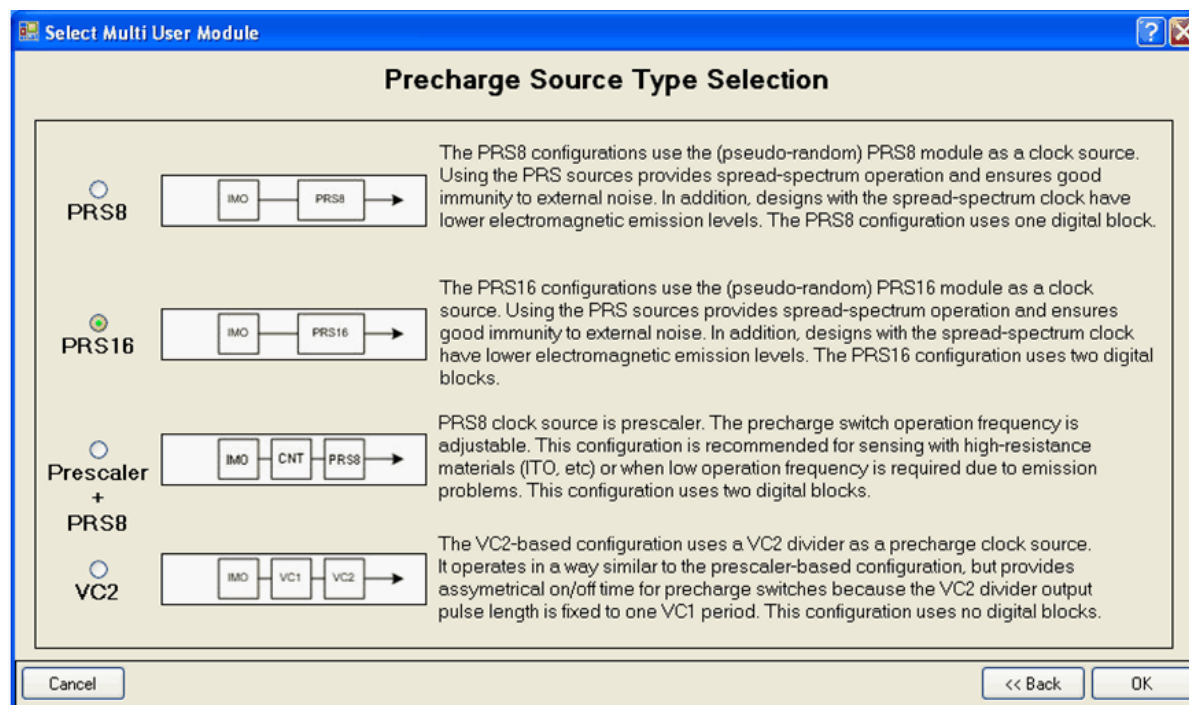 Select Multi User Module
Precharge Source Type Selection
PRS8
IMO PRS8
The PRS8 configurations use the (pseudo-random) PRS8 module as a clock source.
Using the PRS sources provides spread-spectrum operation and ensures good
immunity to external noise. In addition, designs with the spread-spectrum clock have
lower electromagnetic emission levels. The PRS8 configuration uses one digital block.
PRS16
IMO PRS16
The PRS16 configurations use the (pseudo-random) PRS16 module as a clock
source. Using the PRS sources provides spread-spectrum operation and ensures
good immunity to external noise. In addition, designs with the spread-spectrum clock
have lower electromagnetic emission levels. The PRS16 configuration uses two digital
blocks.
Prescaler
+
PRS8
IMO CNT PRS8
PRS8 clock source is prescaler. The precharge switch operation frequency is
adjustable. This configuration is recommended for sensing with high-resistance
materials (ITO, etc) or when low operation frequency is required due to emission
problems. This configuration uses two digital blocks.
VC2
IMO VC1 VC2
The VC2-based configuration uses a VC2 divider as a precharge clock source.
It operates in a way similar to the prescaler-based configuration, but provides
assymetrical on/off time for precharge switches because the VC2 divider output
pulse length is fixed to one VC1 period. This configuration uses no digital blocks.
Cancel
<< Back
OK